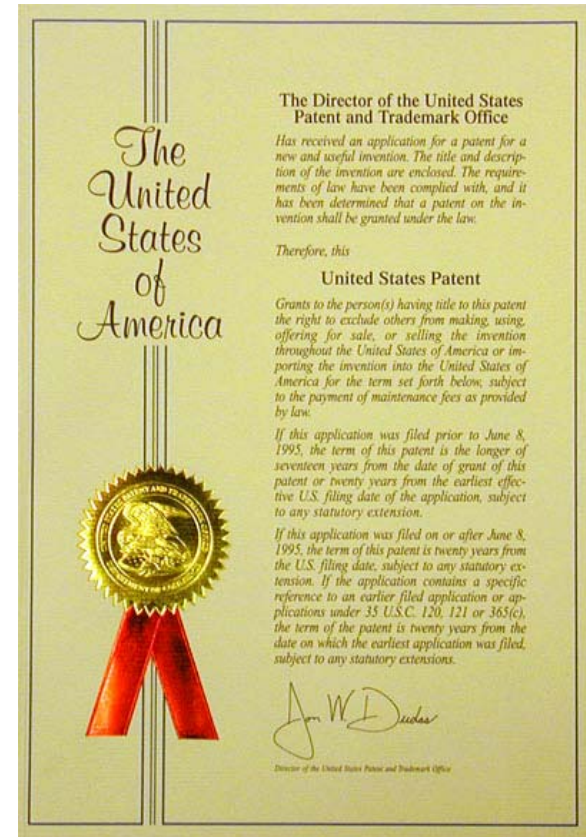 The
United
States
of
America
The Director of the United States
Patent and Trademark Office
Has received an application for a patent for a
new and useful invention. The title and descrip-
tion of the invention are enclosed. The require-
ments of law have been complied with, and it
has been determined that a patent on the in-
vention shall be granted under the law.
Therefore, this
United States Patent
Grants to the person(s) having title to this patent
the right to exclude others from making, using,
offering for sale, or selling the invention
throughout the United States of America or im-
porting the invention into the United States of
America for the term set forth below, subject
to the payment of maintenance fees as provided
by law.
If this application was filed prior to June 8,
1995, the term of this patent is the longer of
seventeen years from the date of grant of this
patent or twenty years from the earliest effec-
tive U.S. filing date of the application, subject
to any statutory extension.
If this application was filed on or after June 8,
1995, the term of this patent is twenty years from
the U.S. filing date, subject to any statutory ex-
tension. If the application contains a specific
reference to an earlier filed application or ap-
plications under 35 U.S.C. 120, 121 or 365(c),
the term of the patent is twenty years from the
date on which the earliest application was filed,
subject to any statutory extensions.
Jon W Dudas
Director of the United States Patent and Trademark Office
PATENT AND TRADEMARK